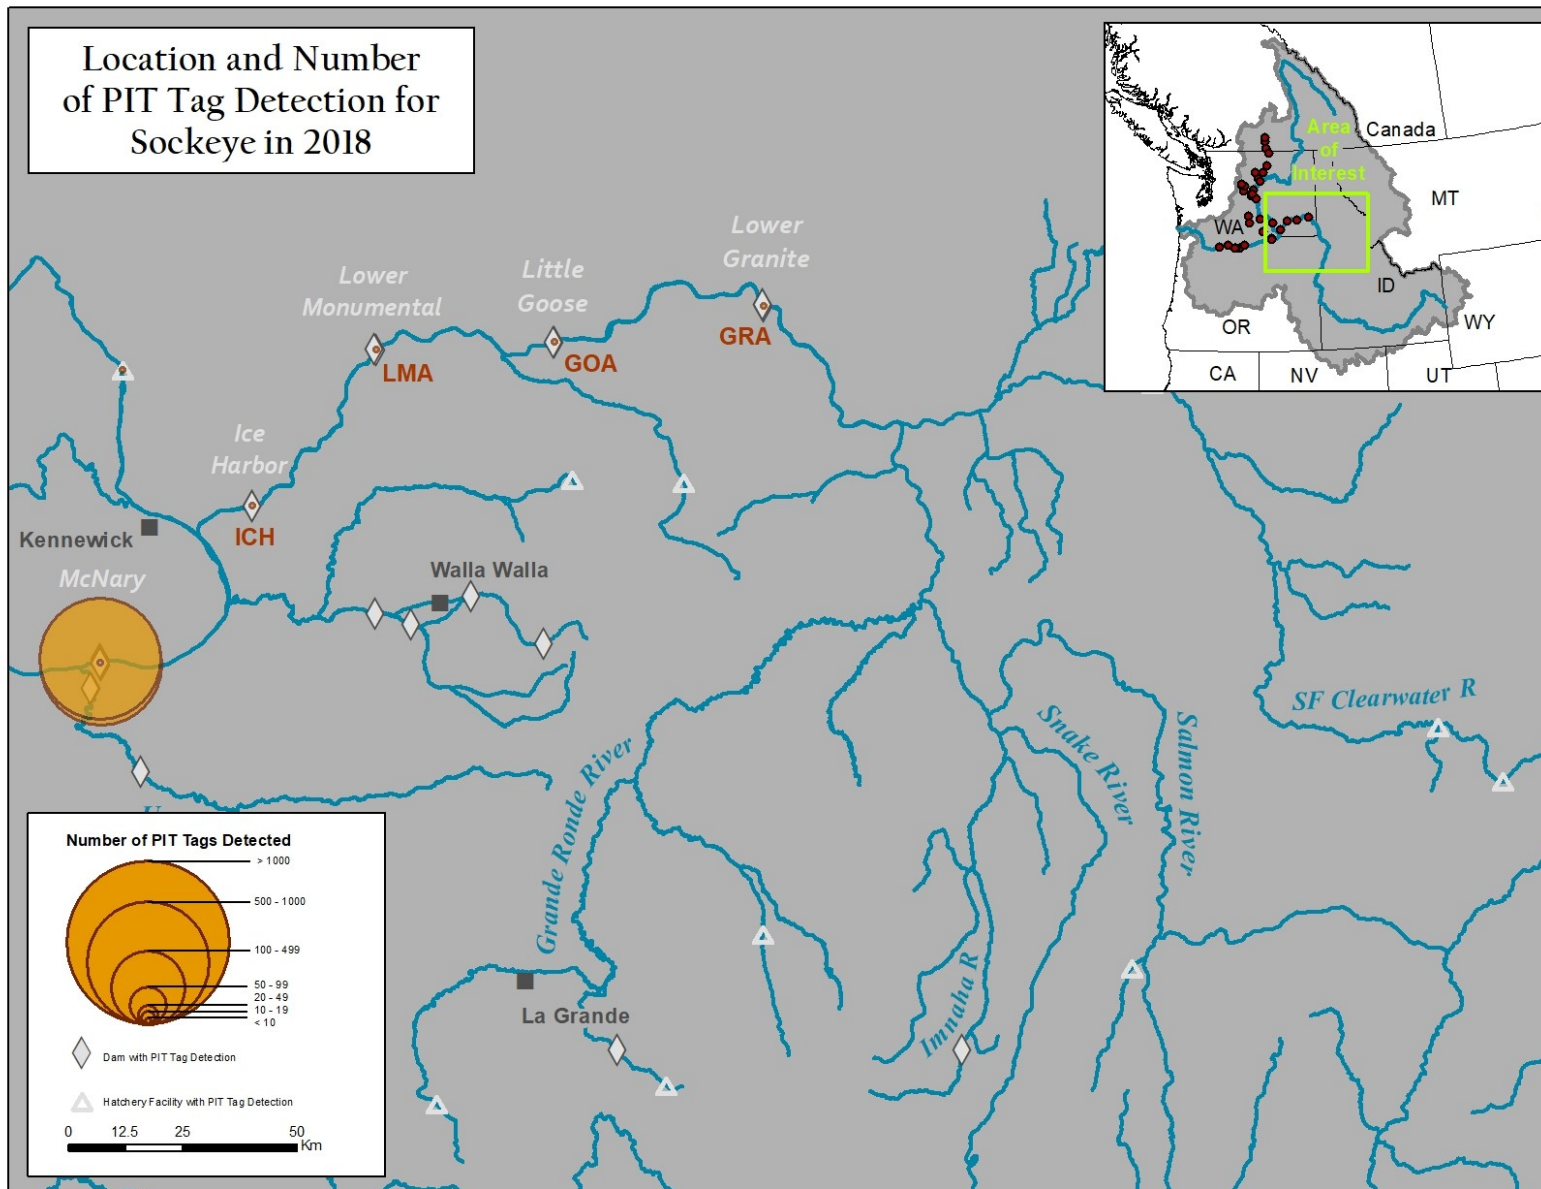 Location and Number
of PIT Tag Detection for
Sockeye in 2018
Area
of
Interest
Canada
MT
WA
ID
OR
WY
CA
NV
UT
Lower
Granite
Little
Goose
Lower
Monumental
GRA
GOA
LMA
Ice
Harbor
ICH
Kennewick
McNary
Walla Walla
SF Clearwater R
Snake River
Salmon River
Grande Ronde River
Imnaha R
La Grande
Number of PIT Tags Detected
> 1000
500 - 1000
100 - 499
50 - 99
20 - 49
10 - 19
< 10
Dam with PIT Tag Detection
Hatchery Facility with PIT Tag Detection
0 12.5 25 50
Km